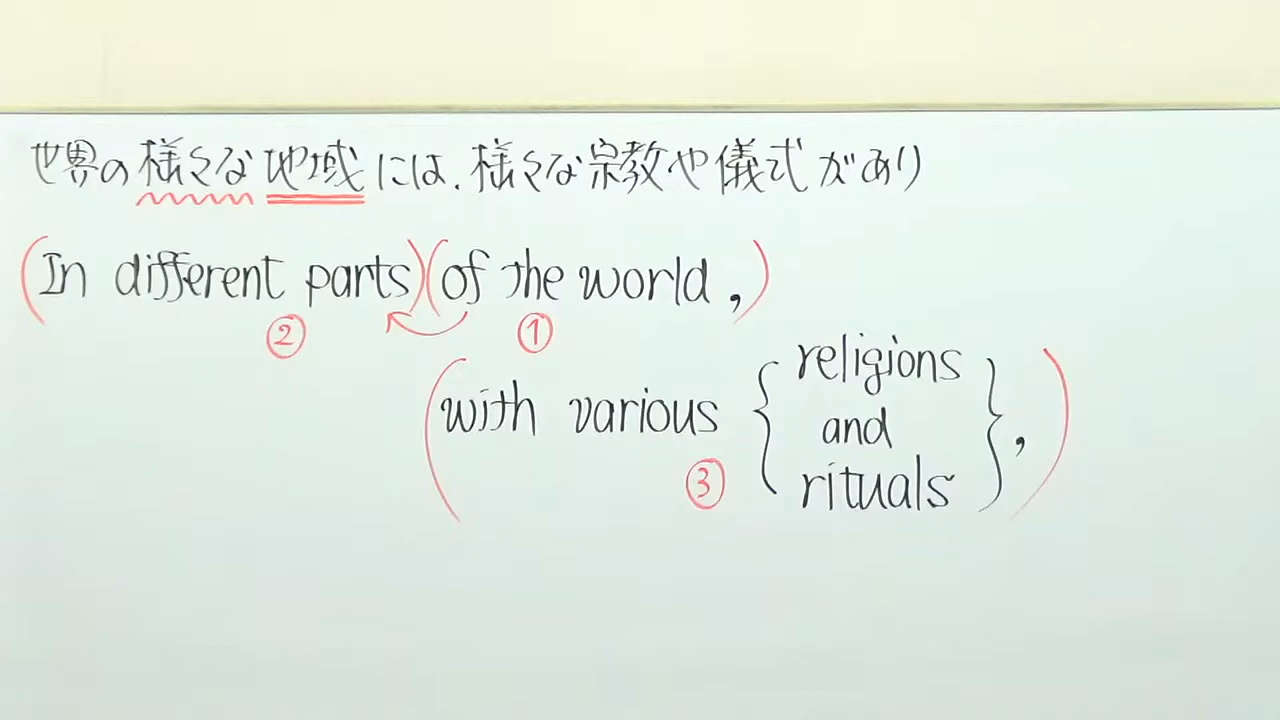 世界の様々な地域には、様々な宗教や儀式があり
(In different parts)(of the world,)
② ①
(with various { religions and rituals }, )
③